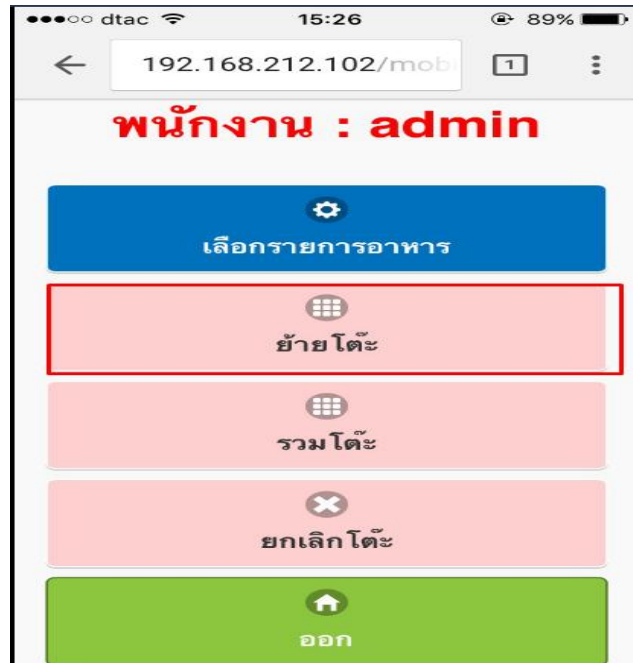 dtac 15:26 89%
192.168.212.102/mobi 1
พนักงาน : admin
เลือกรายการอาหาร
ย้ายโต๊ะ
รวมโต๊ะ
ยกเลิกโต๊ะ
ออก